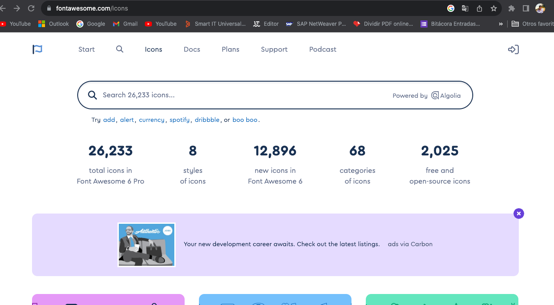 fontawesome.com/icons
YouTube
Outlook
Google
Gmail
YouTube
Smart IT Universal...
Editor
SAP NetWeaver P...
Dividir PDF online...
Bitácora Entradas...
»
Otros favorit
Start
Icons
Docs
Plans
Support
Podcast
Search 26,233 icons...
Powered by Algolia
Try add, alert, currency, spotify, dribbble, or boo boo.
26,233
total icons in
Font Awesome 6 Pro
8
styles
of icons
12,896
new icons in
Font Awesome 6
68
categories
of icons
2,025
free and
open-source icons
Your new development career awaits. Check out the latest listings. ads via Carbon